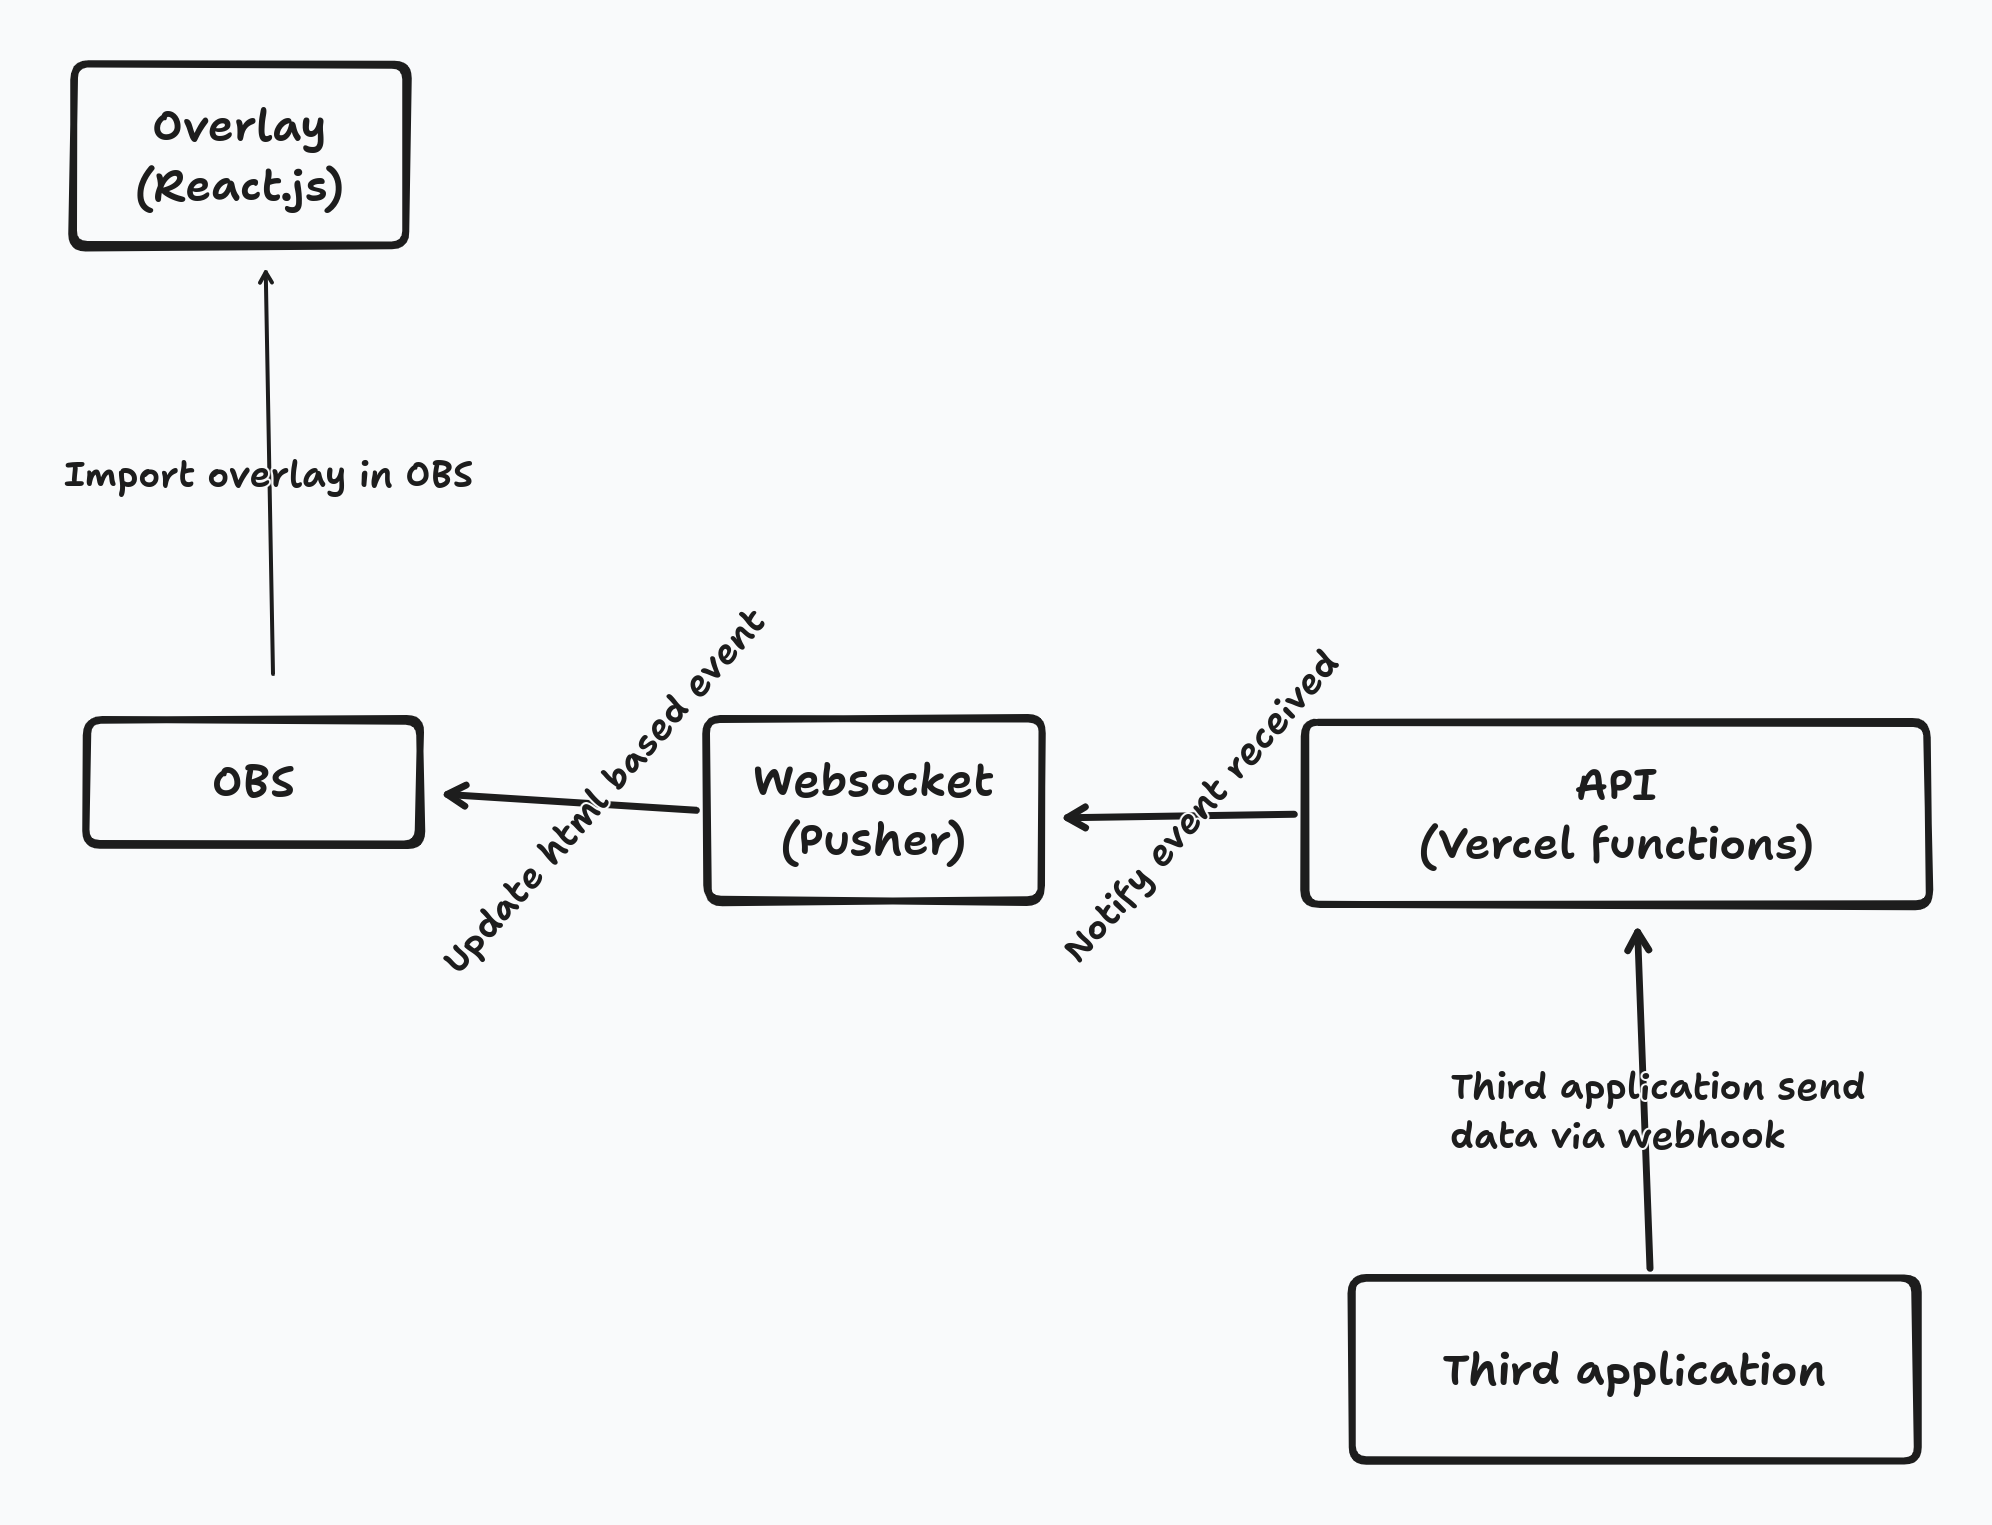 Overlay
(React.js)
Import overlay in OBS
OBS
Update html based event
Websocket
(Pusher)
Notify event received
API
(Vercel functions)
Third application send
data via webhook
Third application